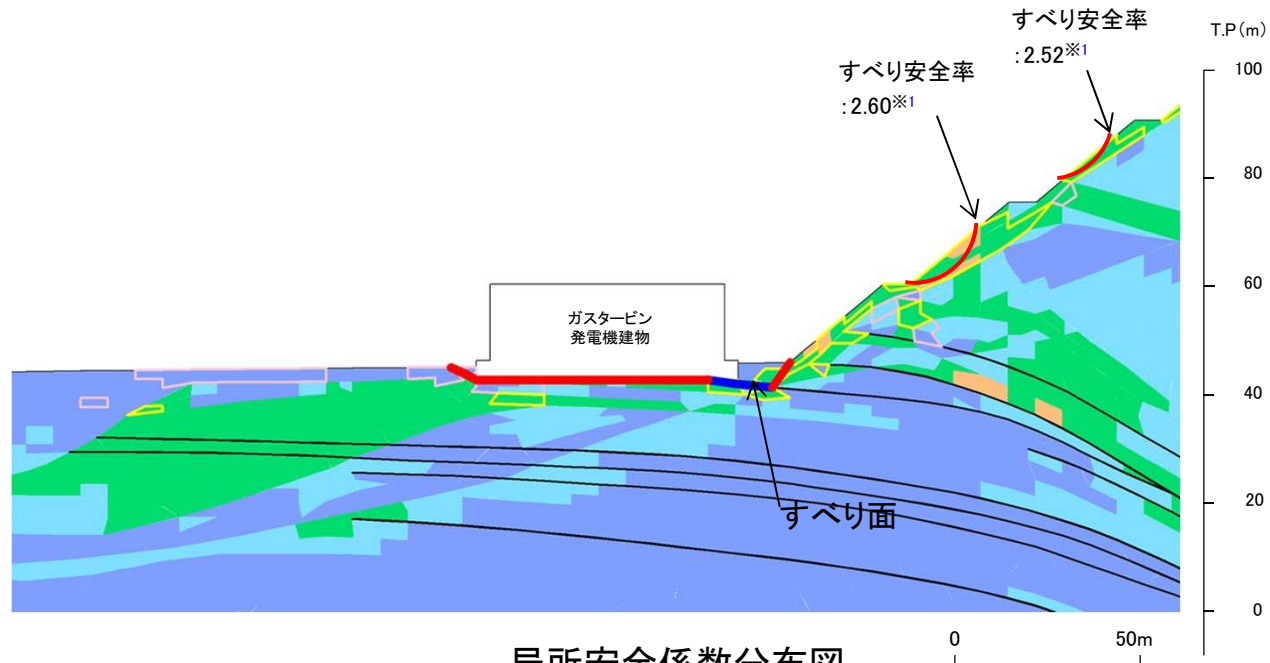 すべり安全率
:2.52※1
T.P(m)
すべり安全率
:2.60※1
100
80
60
ガスタービン
発電機建物
40
20
すべり面
0
0 50m
局所安全係数分布図